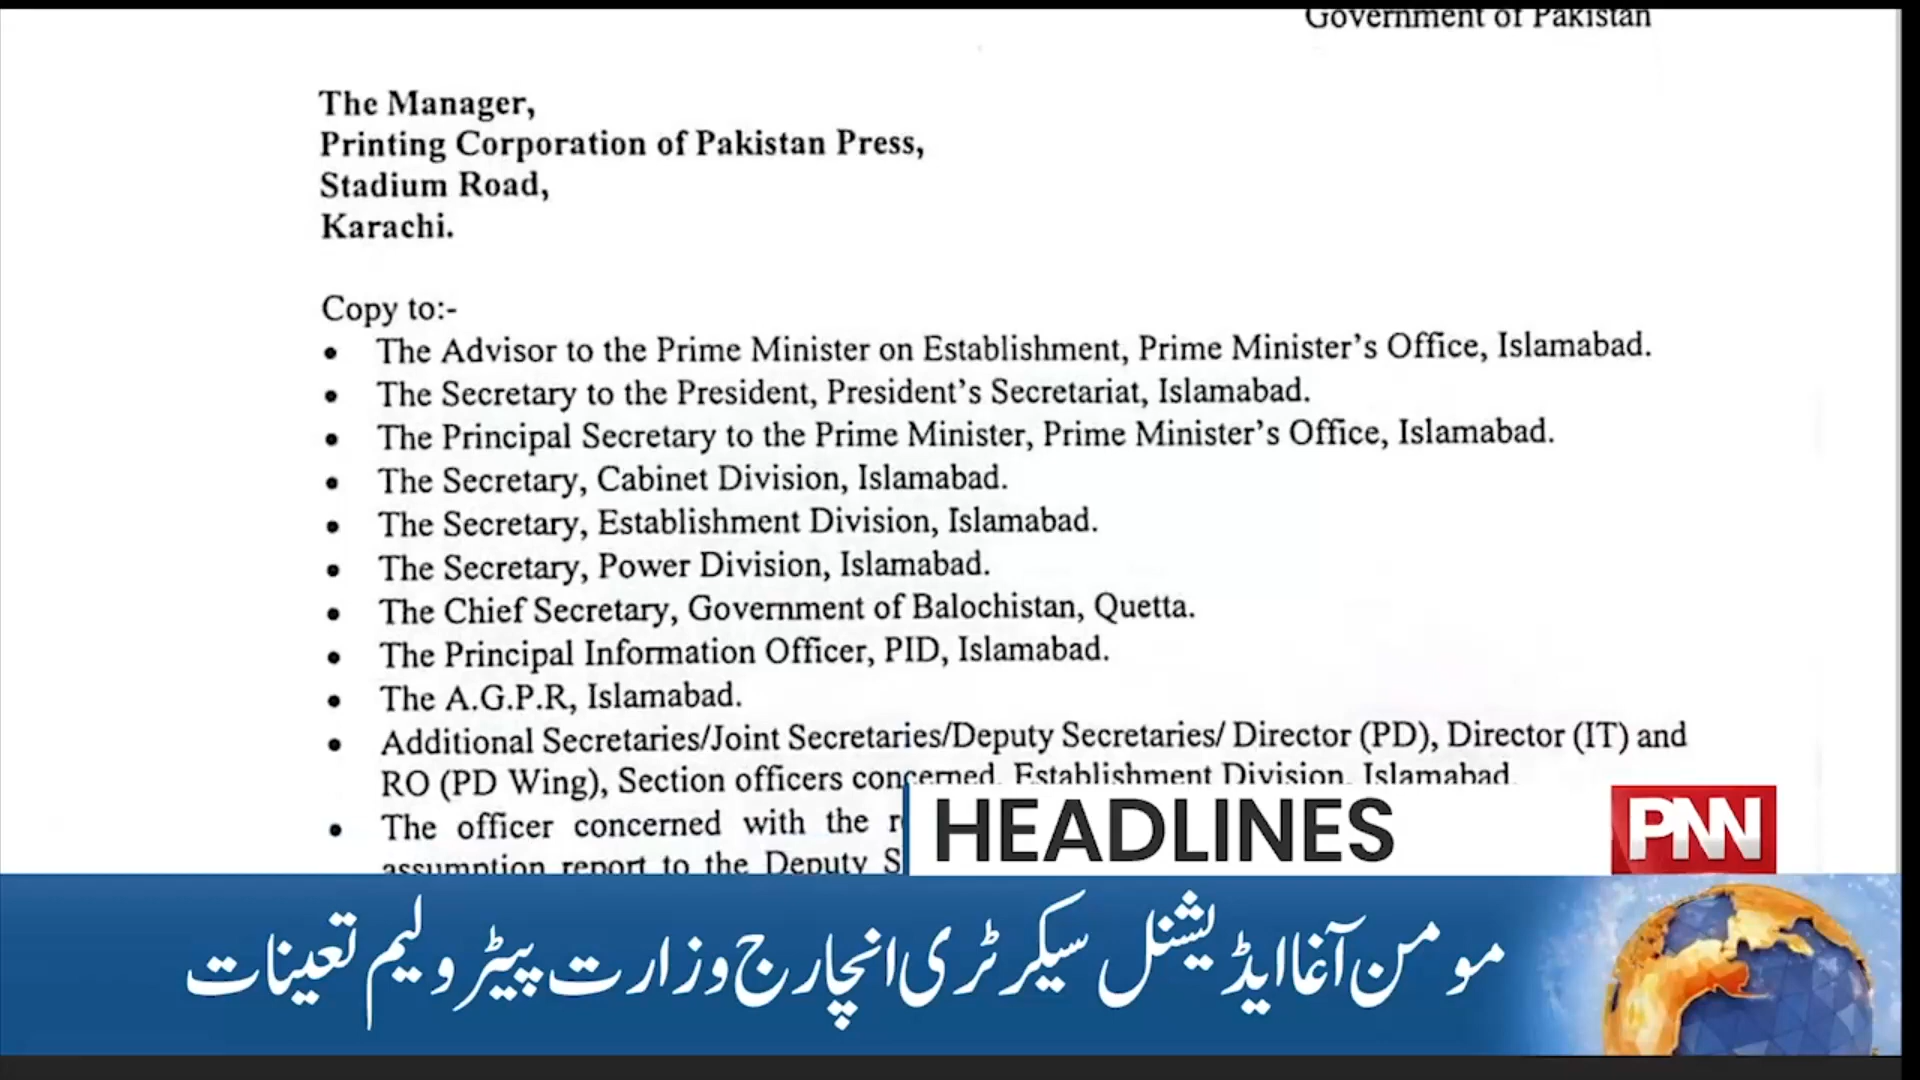 Government of Pakistan
The Manager,
Printing Corporation of Pakistan Press,
Stadium Road,
Karachi.
Copy to:-
• The Advisor to the Prime Minister on Establishment, Prime Minister’s Office, Islamabad.
• The Secretary to the President, President’s Secretariat, Islamabad.
• The Principal Secretary to the Prime Minister, Prime Minister’s Office, Islamabad.
• The Secretary, Cabinet Division, Islamabad.
• The Secretary, Establishment Division, Islamabad.
• The Secretary, Power Division, Islamabad.
• The Chief Secretary, Government of Balochistan, Quetta.
• The Principal Information Officer, PID, Islamabad.
• The A.G.P.R, Islamabad.
• Additional Secretaries/Joint Secretaries/Deputy Secretaries/ Director (PD), Director (IT) and
RO (PD Wing), Section officers concerned, Establishment Division, Islamabad.
• The officer concerned with the
assumption report to the Deputy
HEADLINES
PNN
مومن آغا ایڈیشنل سیکرٹری انچارج وزارت پیٹرولیم تعینات